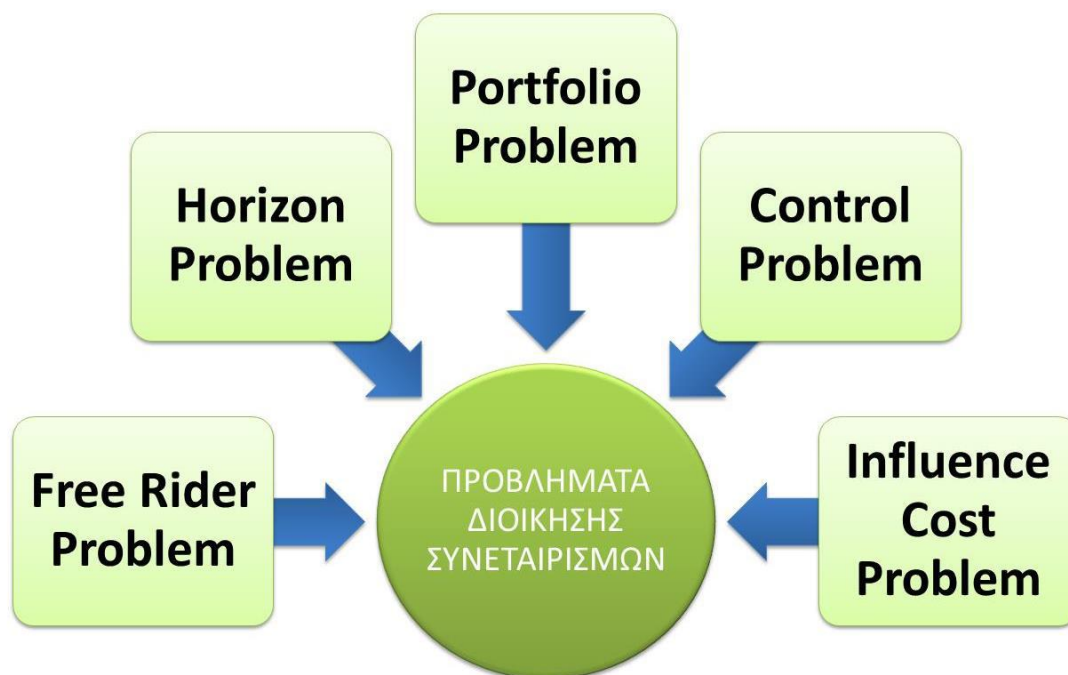 Portfolio
Problem
Horizon
Problem
Control
Problem
Free Rider
Problem
ΠΡΟΒΛΗΜΑΤΑ
ΔΙΟΙΚΗΣΗΣ
ΣΥΝΕΤΑΙΡΙΣΜΩΝ
Influence
Cost
Problem